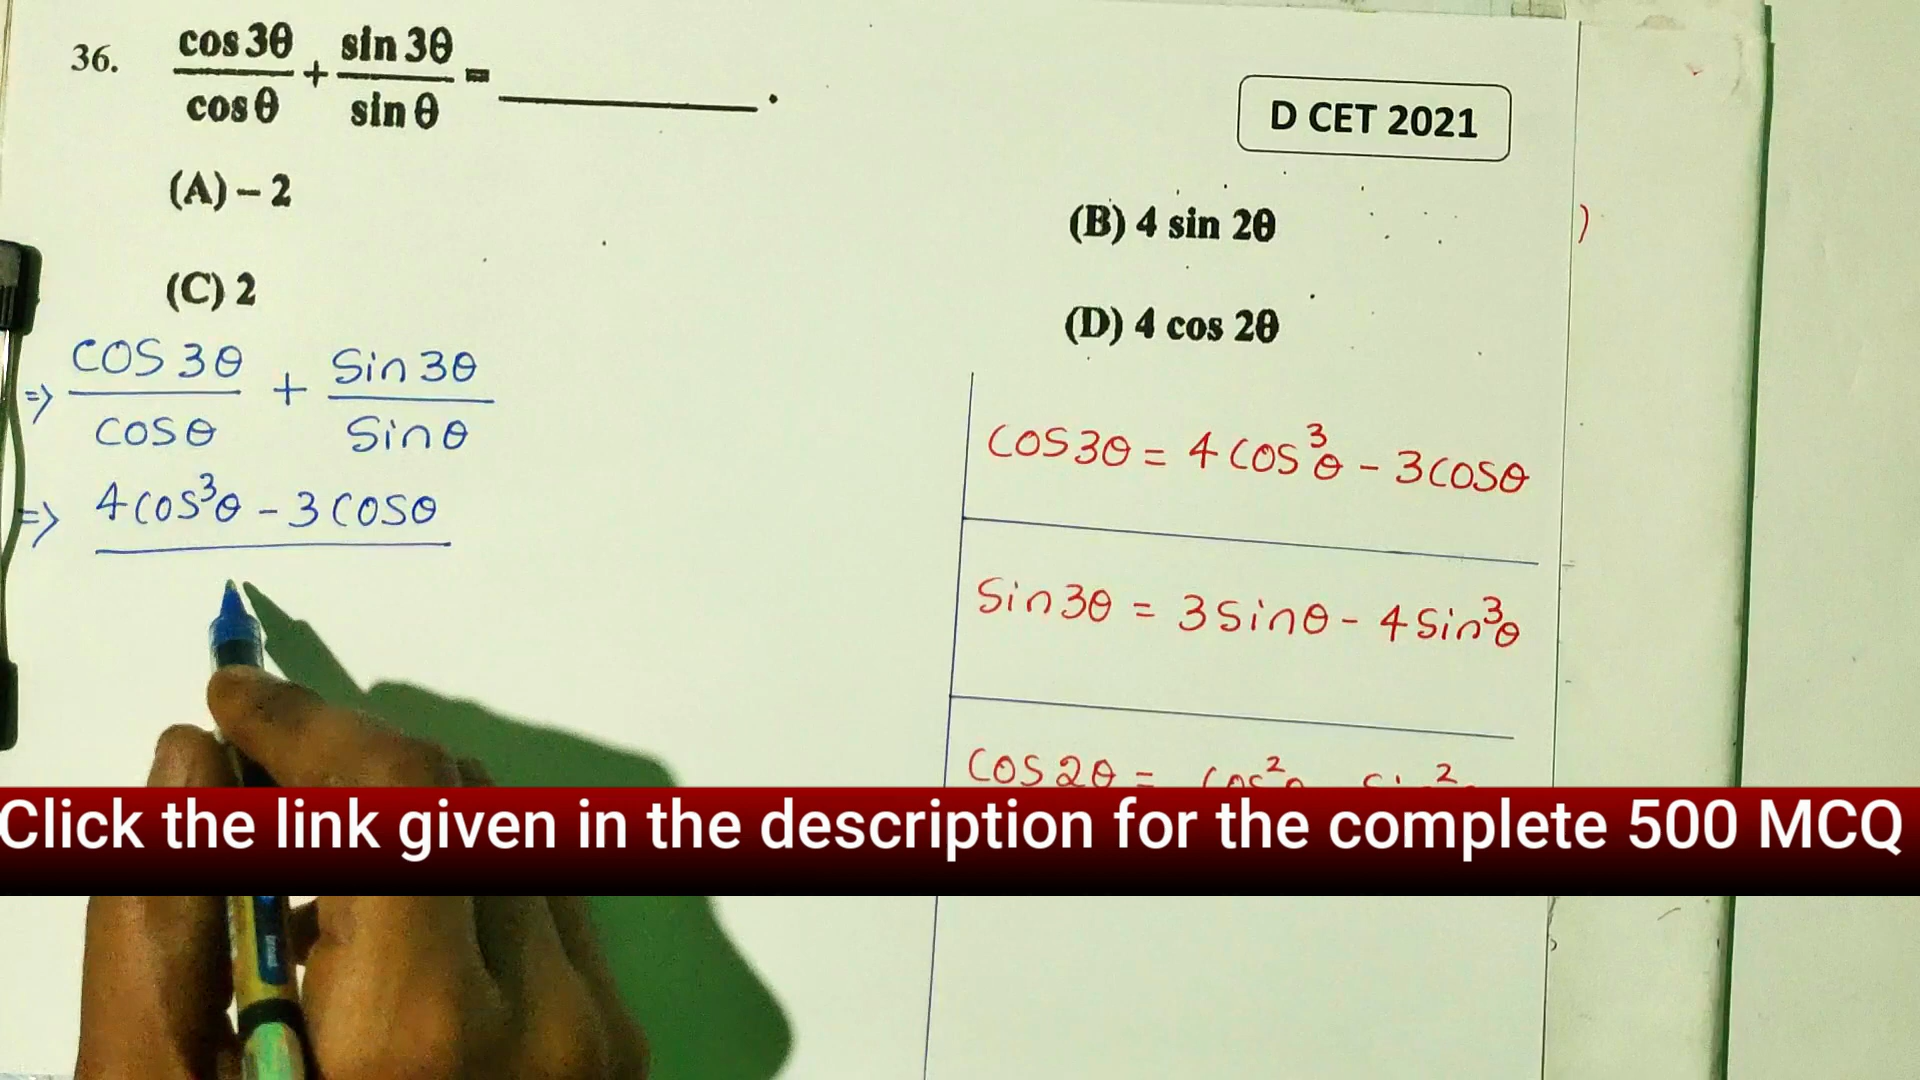 36. cos 3θ/cos θ + sin 3θ/sin θ = ________.
D CET 2021
(A) – 2
(B) 4 sin 2θ
(C) 2
(D) 4 cos 2θ
=> cos 3θ/cos θ + sin 3θ/sin θ
=> 4 cos³θ - 3 cos θ
cos 3θ = 4 cos³θ - 3 cos θ
sin 3θ = 3 sin θ - 4 sin³θ
cos 2θ =
Click the link given in the description for the complete 500 MCQ